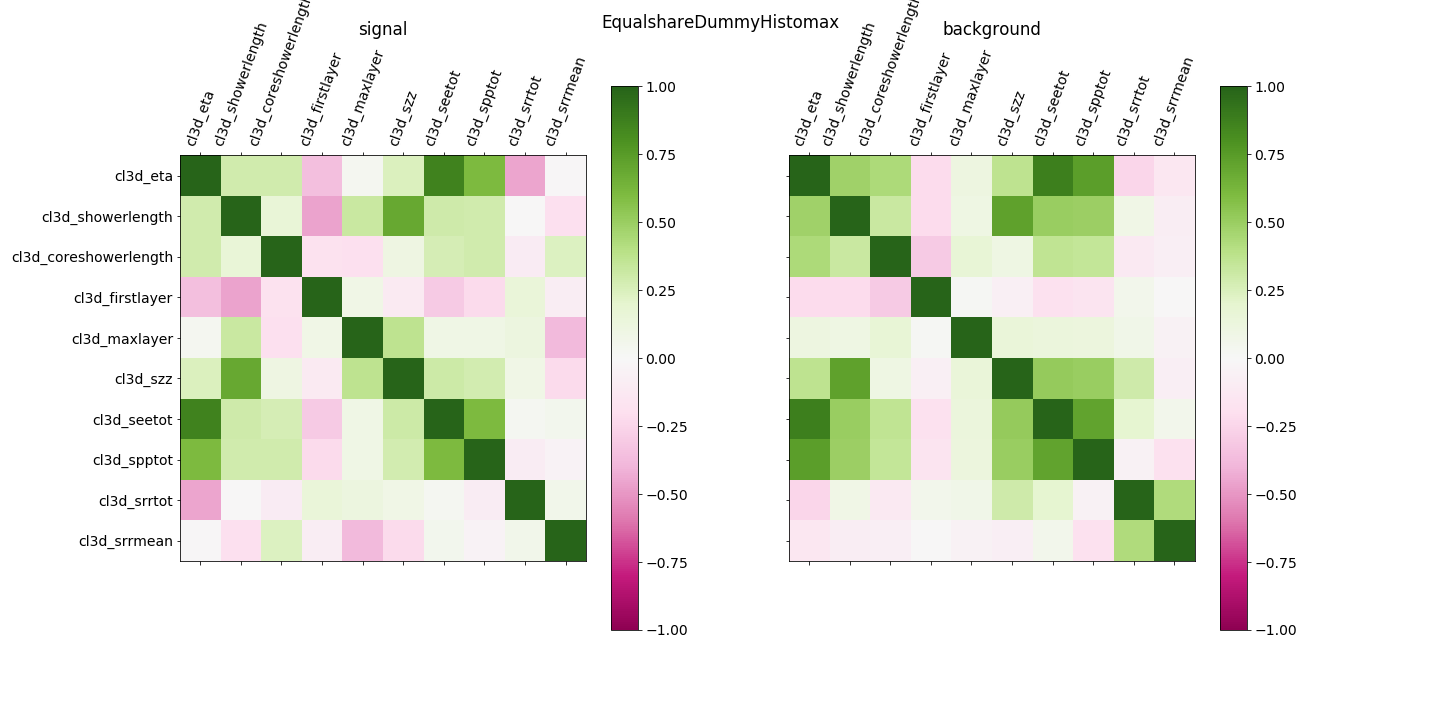 EqualshareDummyHistomax
signal
background
cl3d_eta
cl3d_showerlength
cl3d_coreshowerlength
cl3d_firstlayer
cl3d_maxlayer
cl3d_szz
cl3d_seetot
cl3d_spptot
cl3d_srrtot
cl3d_srrmean
cl3d_eta
cl3d_showerlength
cl3d_coreshowerlength
cl3d_firstlayer
cl3d_maxlayer
cl3d_szz
cl3d_seetot
cl3d_spptot
cl3d_srrtot
cl3d_srrmean
1.00
0.75
0.50
0.25
0.00
−0.25
−0.50
−0.75
−1.00
cl3d_eta
cl3d_showerlength
cl3d_coreshowerlength
cl3d_firstlayer
cl3d_maxlayer
cl3d_szz
cl3d_seetot
cl3d_spptot
cl3d_srrtot
cl3d_srrmean
1.00
0.75
0.50
0.25
0.00
−0.25
−0.50
−0.75
−1.00